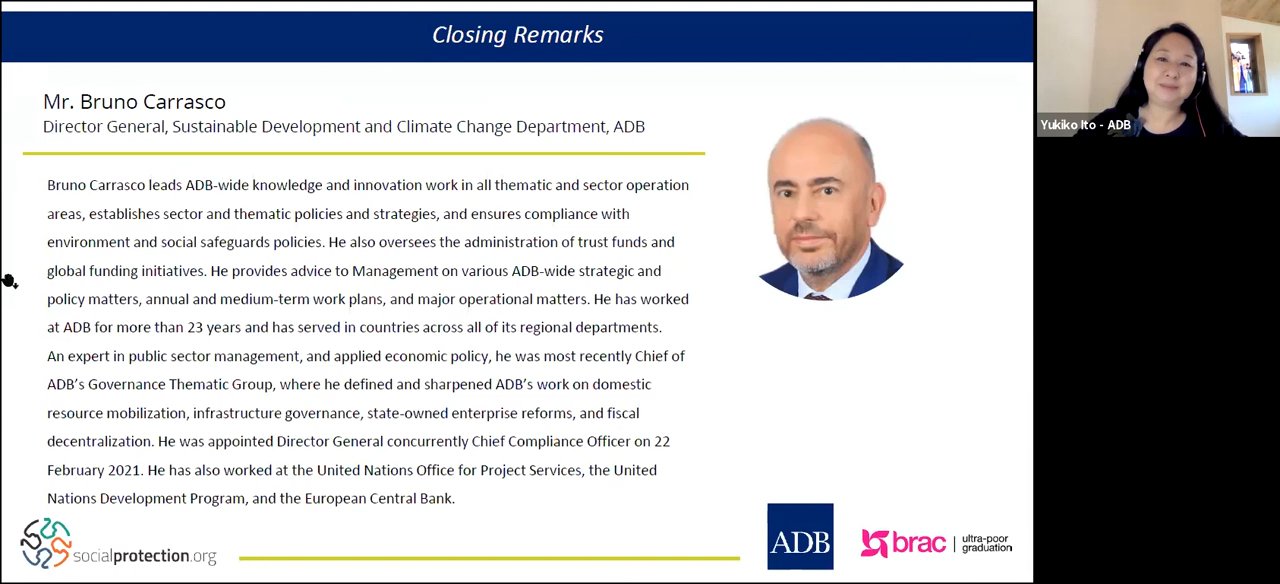 Closing Remarks
Mr. Bruno Carrasco
Director General, Sustainable Development and Climate Change Department, ADB
Bruno Carrasco leads ADB-wide knowledge and innovation work in all thematic and sector operation
areas, establishes sector and thematic policies and strategies, and ensures compliance with
environment and social safeguards policies. He also oversees the administration of trust funds and
global funding initiatives. He provides advice to Management on various ADB-wide strategic and
policy matters, annual and medium-term work plans, and major operational matters. He has worked
at ADB for more than 23 years and has served in countries across all of its regional departments.
An expert in public sector management, and applied economic policy, he was most recently Chief of
ADB’s Governance Thematic Group, where he defined and sharpened ADB’s work on domestic
resource mobilization, infrastructure governance, state-owned enterprise reforms, and fiscal
decentralization. He was appointed Director General concurrently Chief Compliance Officer on 22
February 2021. He has also worked at the United Nations Office for Project Services, the United
Nations Development Program, and the European Central Bank.
socialprotection.org
ADB
brac
ultra-poor
graduation
Yukiko Ito - ADB